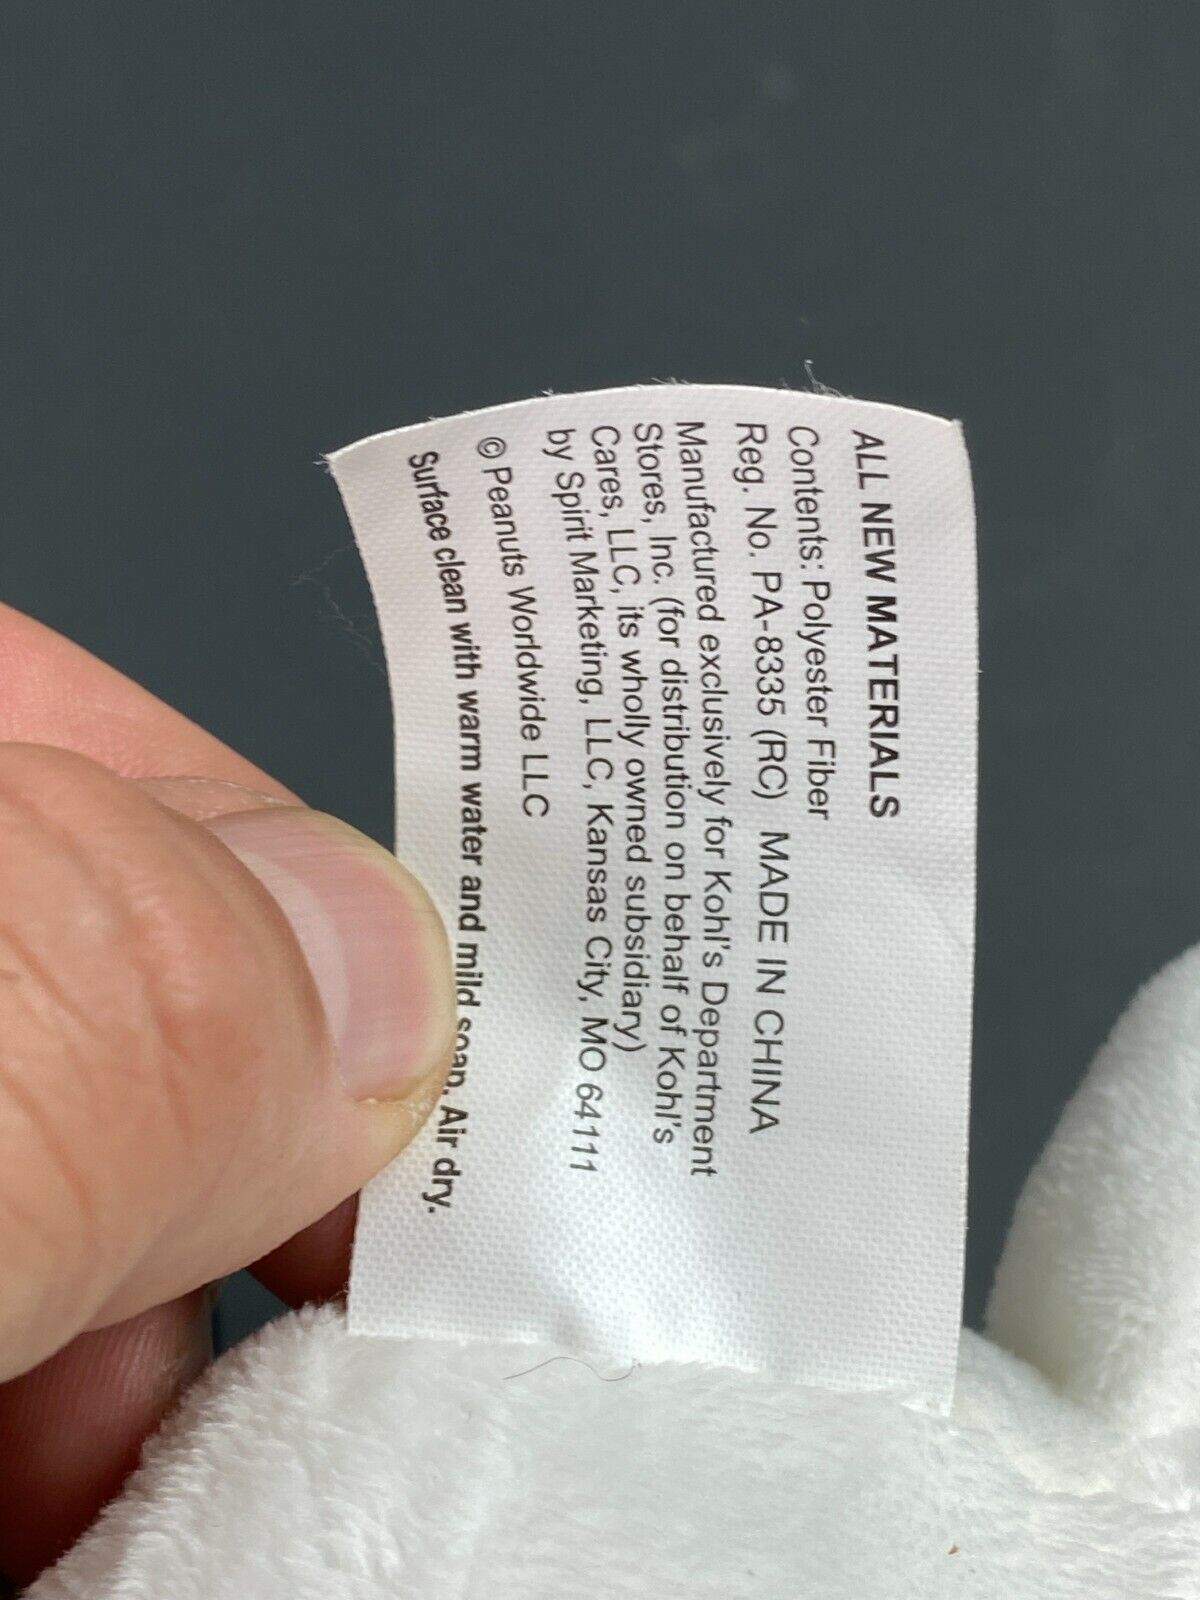 ALL NEW MATERIALS
Contents: Polyester Fiber
Reg. No. PA-8335 (RC) MADE IN CHINA
Manufactured exclusively for Kohl's Department
Stores, Inc. (for distribution on behalf of Kohl's
Cares, LLC, its wholly owned subsidiary)
by Spirit Marketing, LLC, Kansas City, MO 64111
© Peanuts Worldwide LLC
Surface clean with warm water and mild soap. Air dry.